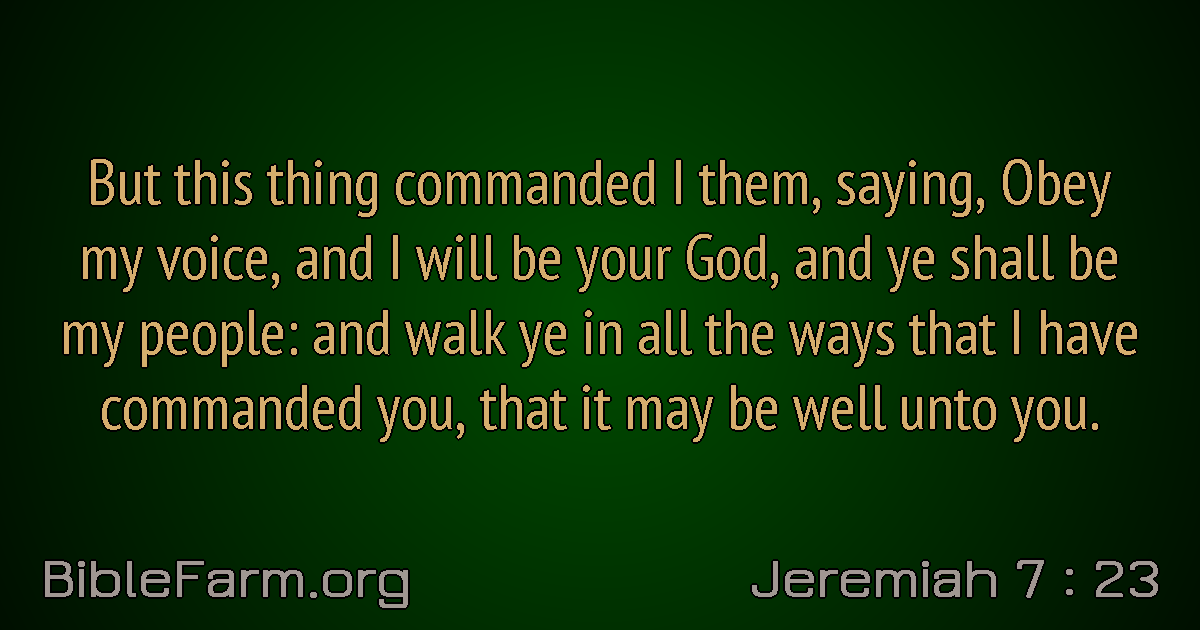 But this thing commanded I them, saying, Obey
my voice, and I will be your God, and ye shall be
my people: and walk ye in all the ways that I have
commanded you, that it may be well unto you.
BibleFarm.org
Jeremiah 7 : 23